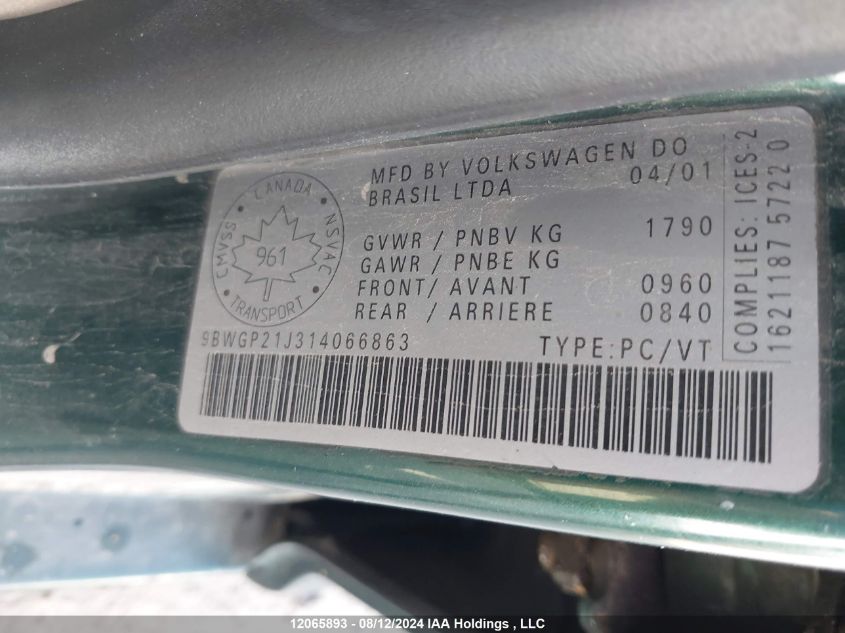 CANADA
CMVSS
NSVAC
961
TRANSPORT
MFD BY VOLKSWAGEN DO
BRASIL LTDA 04/01
GVWR / PNBV KG 1790
GAWR / PNBE KG
FRONT/ AVANT 0960
REAR / ARRIERE 0840
9BWGP21J314066863 TYPE:PC/VT
COMPLIES: ICES-2
1621187 5722 0
12065893 - 08/12/2024 IAA Holdings , LLC